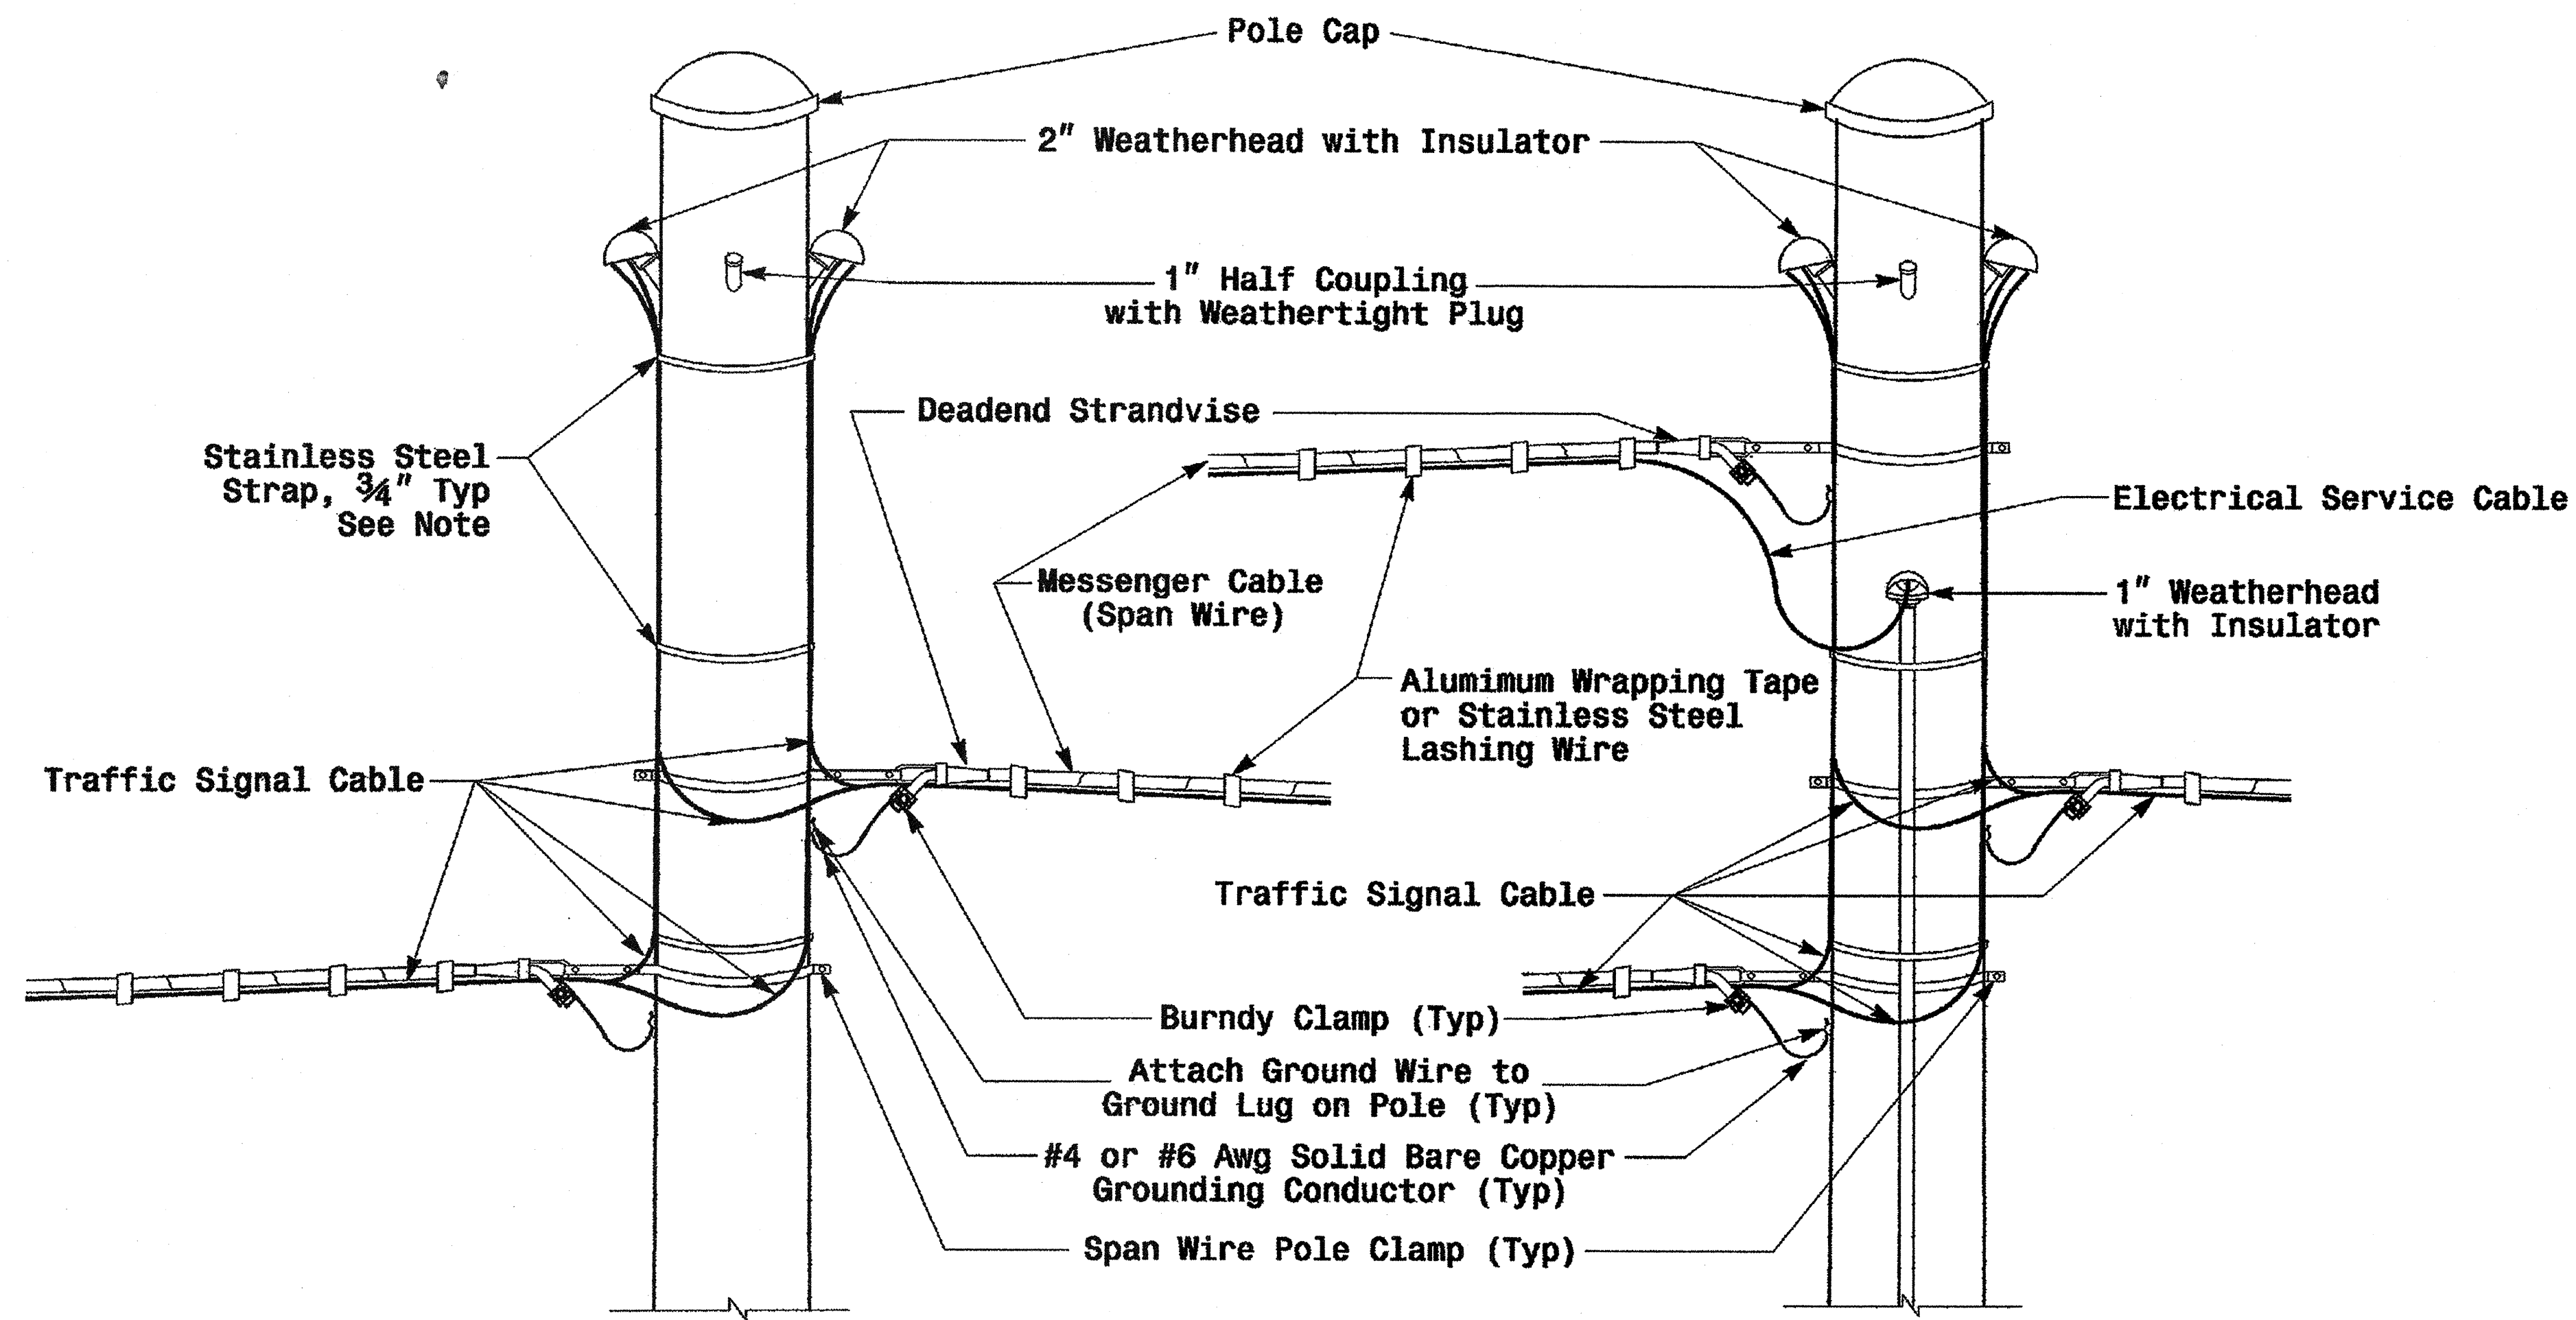 Pole Cap
2" Weatherhead with Insulator
1" Half Coupling
with Weathertight Plug
Deadend Strandvise
Stainless Steel
Strap, ¾" Typ
See Note
Electrical Service Cable
Messenger Cable
(Span Wire)
1" Weatherhead
with Insulator
Alumimum Wrapping Tape
or Stainless Steel
Lashing Wire
Traffic Signal Cable
Traffic Signal Cable
Burndy Clamp (Typ)
Attach Ground Wire to
Ground Lug on Pole (Typ)
#4 or #6 Awg Solid Bare Copper
Grounding Conductor (Typ)
Span Wire Pole Clamp (Typ)